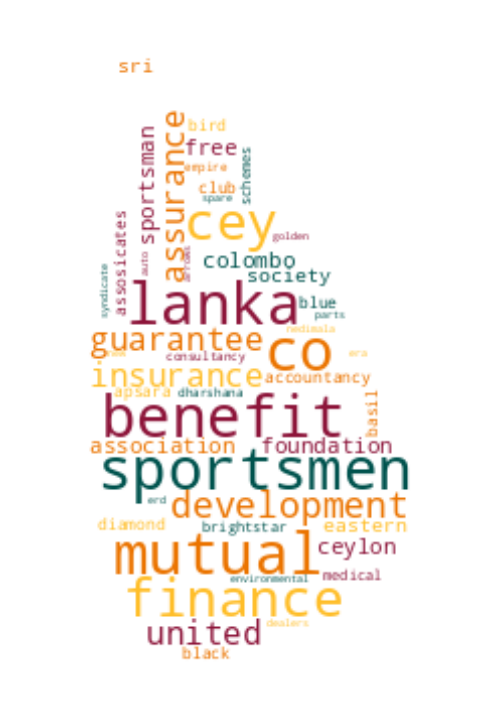 sri
bird
assurance
sportsman
free
empire
schemes
club
spare
cey
assosicates
golden
auto
arrows
colombo
society
syndicate
lanka
blue
parts
nedimala
guarantee
co
consultancy
era
insurance
accountancy
apsara
dharshana
basil
benefit
association
foundation
sportsmen
erd
development
diamond
brightstar
eastern
mutual
ceylon
medical
environmental
finance
dealers
united
black